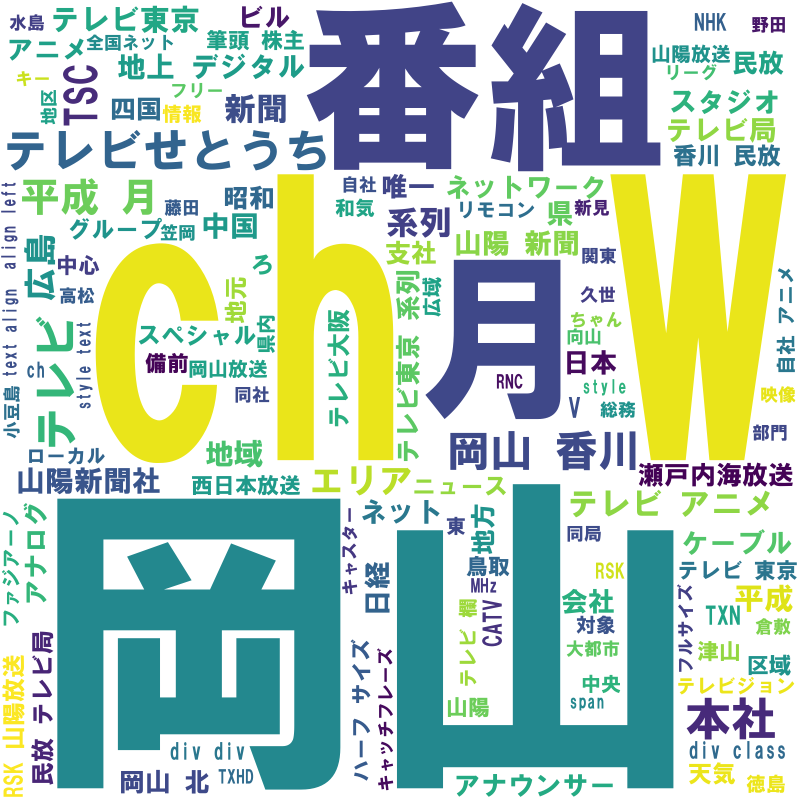 水島
テレビ東京
ビル
番組
NHK
野田
アニメ
全国ネット
筆頭 株主
山陽放送
民放
キー
TSC
地上 デジタル
リーグ
地区
フリー
四国
情報
新聞
スタジオ
テレビ局
テレビせとうち
香川 民放
text align left
平成 月
藤田
昭和
自社
唯一
ネットワーク
和気
系列
リモコン
県
新見
グループ
笠岡
中国
支社
山陽 新聞
関東
align left
テレビ 広島
中心
高松
ろ
地元
ch
月
W
広域
久世
スペシャル
県内
テレビ大阪
テレビ東京 系列
ちゃん
向山
自社 アニメ
小豆島
style text
ch
備前
岡山放送
同社
RNC
日本
style
V
総務
映像
部門
ローカル
地域
岡山 香川
山陽新聞社
西日本放送
エリア
ニュース
瀬戸内海放送
岡山
ネット
東
地方
テレビ アニメ
同局
ケーブル
ファジアーノ
アナログ
キャスター
日経
鳥取
MHz
RSK
テレビ 東京
テレビ 欄
CATV
会社
対象
大都市
フルサイズ
TXN
平成
倉敷
津山
区域
RSK 山陽放送
民放 テレビ局
ハーフ サイズ
キャッチフレーズ
山陽
中央
span
テレビジョン
本社
div div
div class
岡山 北
TXHD
アナウンサー
天気
徳島